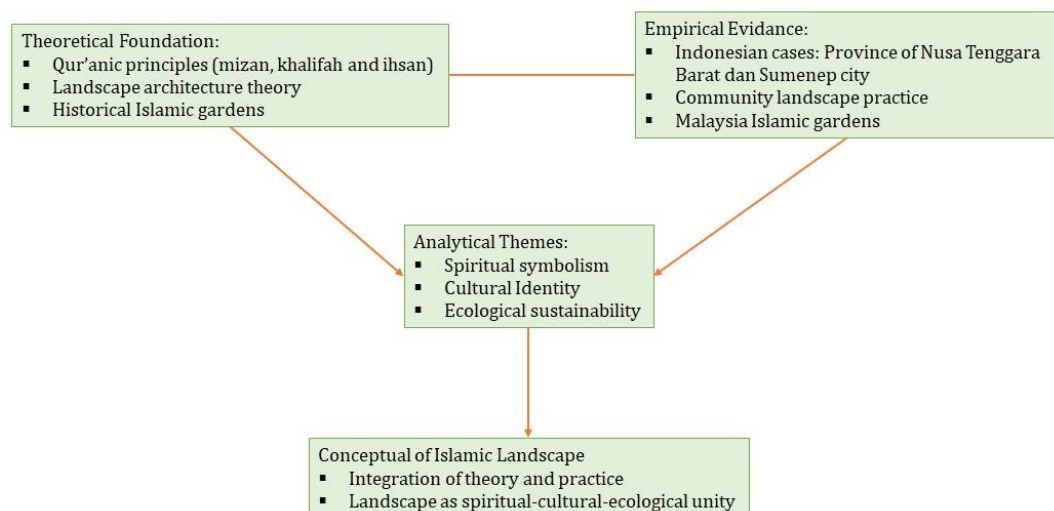 Theoretical Foundation:
▪ Qur’anic principles (mizan, khalifah and ihsan)
▪ Landscape architecture theory
▪ Historical Islamic gardens
Empirical Evidence:
▪ Indonesian cases: Province of Nusa Tenggara
Barat dan Sumenep city
▪ Community landscape practice
▪ Malaysia Islamic gardens
Analytical Themes:
▪ Spiritual symbolism
▪ Cultural Identity
▪ Ecological sustainability
Conceptual of Islamic Landscape
▪ Integration of theory and practice
▪ Landscape as spiritual-cultural-ecological unity